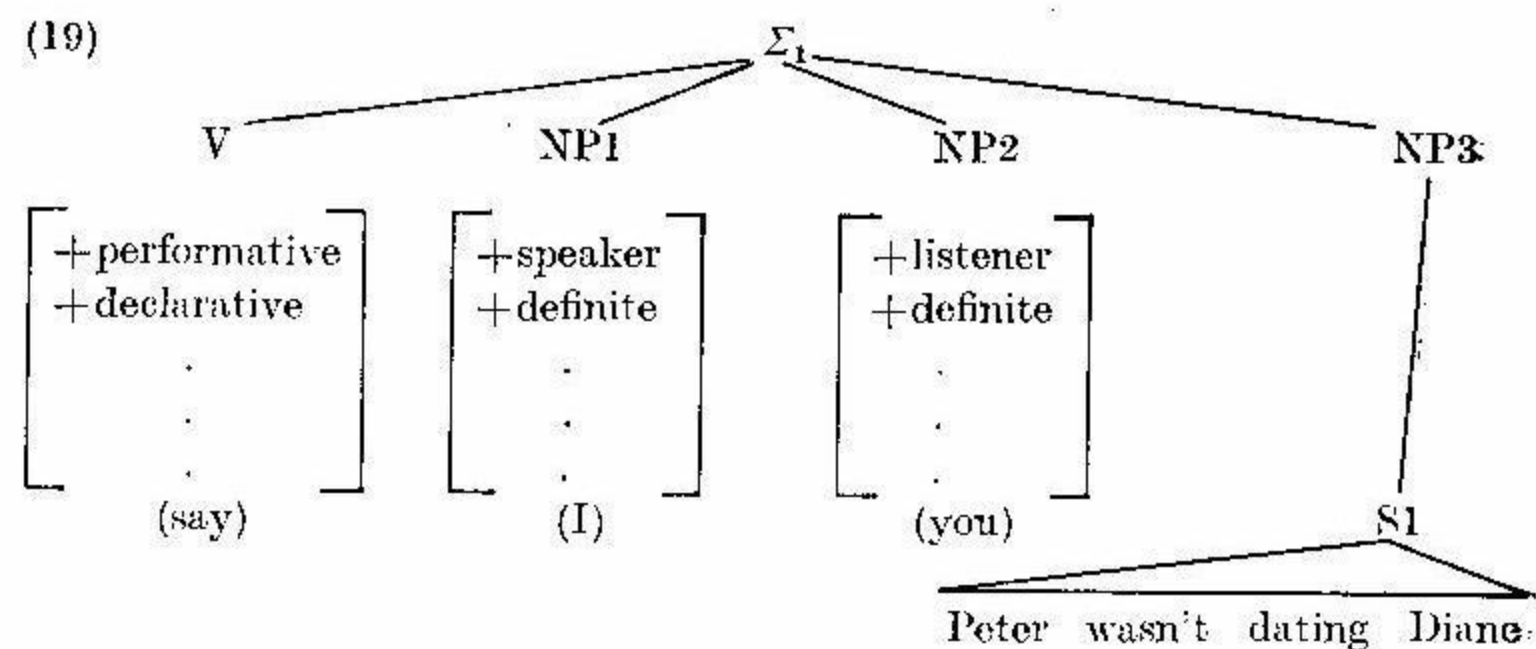 (19)
Σ₁
V NP1 NP2 NP3
+performative +speaker +listener
+declarative +definite +definite
. . .
. . .
. . .
(say) (I) (you) S1
Peter wasn't dating Diane.